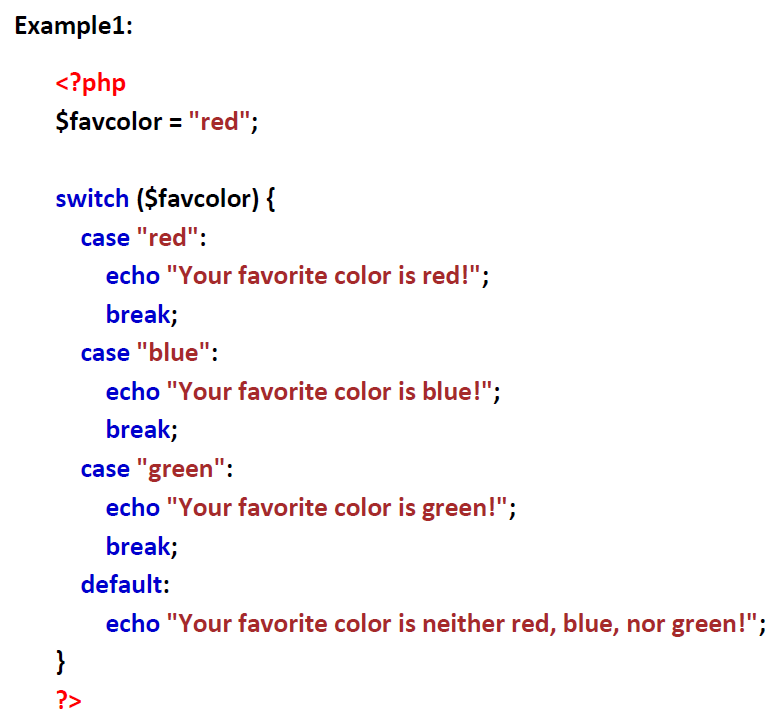 Example1:
<?php
$favcolor = "red";
switch ($favcolor) {
case "red":
echo "Your favorite color is red!";
break;
case "blue":
echo "Your favorite color is blue!";
break;
case "green":
echo "Your favorite color is green!";
break;
default:
echo "Your favorite color is neither red, blue, nor green!";
}
?>